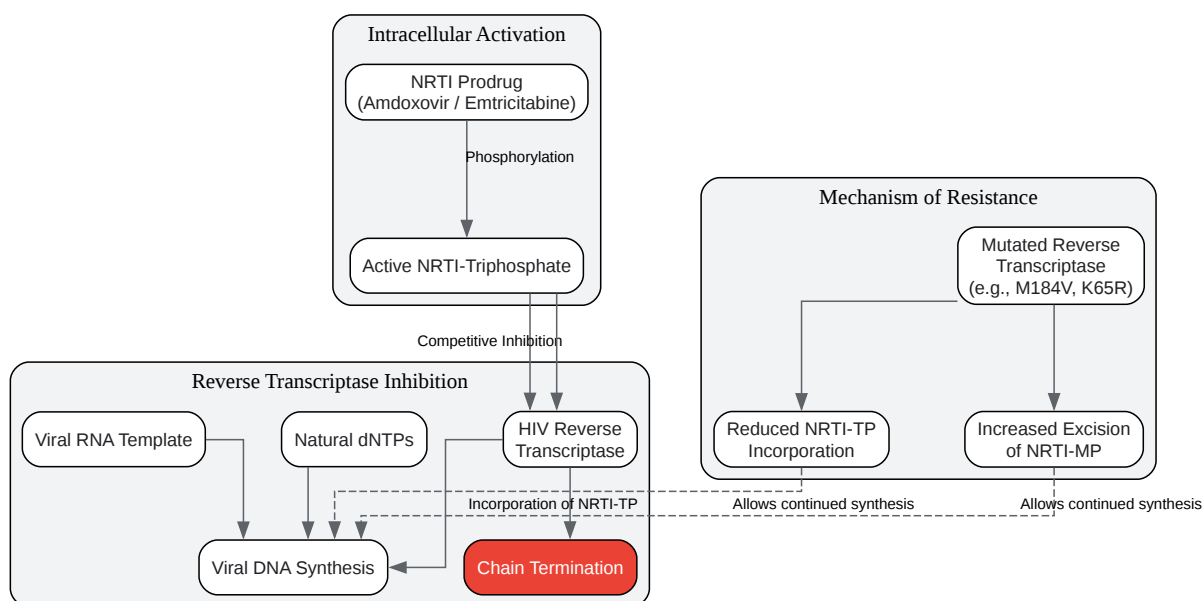 Intracellular Activation
NRTI Prodrug
(Amdoxovir / Emtricitabine)
Phosphorylation
Active NRTI-Triphosphate
Mechanism of Resistance
Mutated Reverse
Transcriptase
(e.g., M184V, K65R)
Competitive Inhibition
Reverse Transcriptase Inhibition
Viral RNA Template
Natural dNTPs
HIV Reverse
Transcriptase
Reduced NRTI-TP
Incorporation
Increased Excision
of NRTI-MP
Incorporation of NRTI-TP
Allows continued synthesis
Allows continued synthesis
Viral DNA Synthesis
Chain Termination